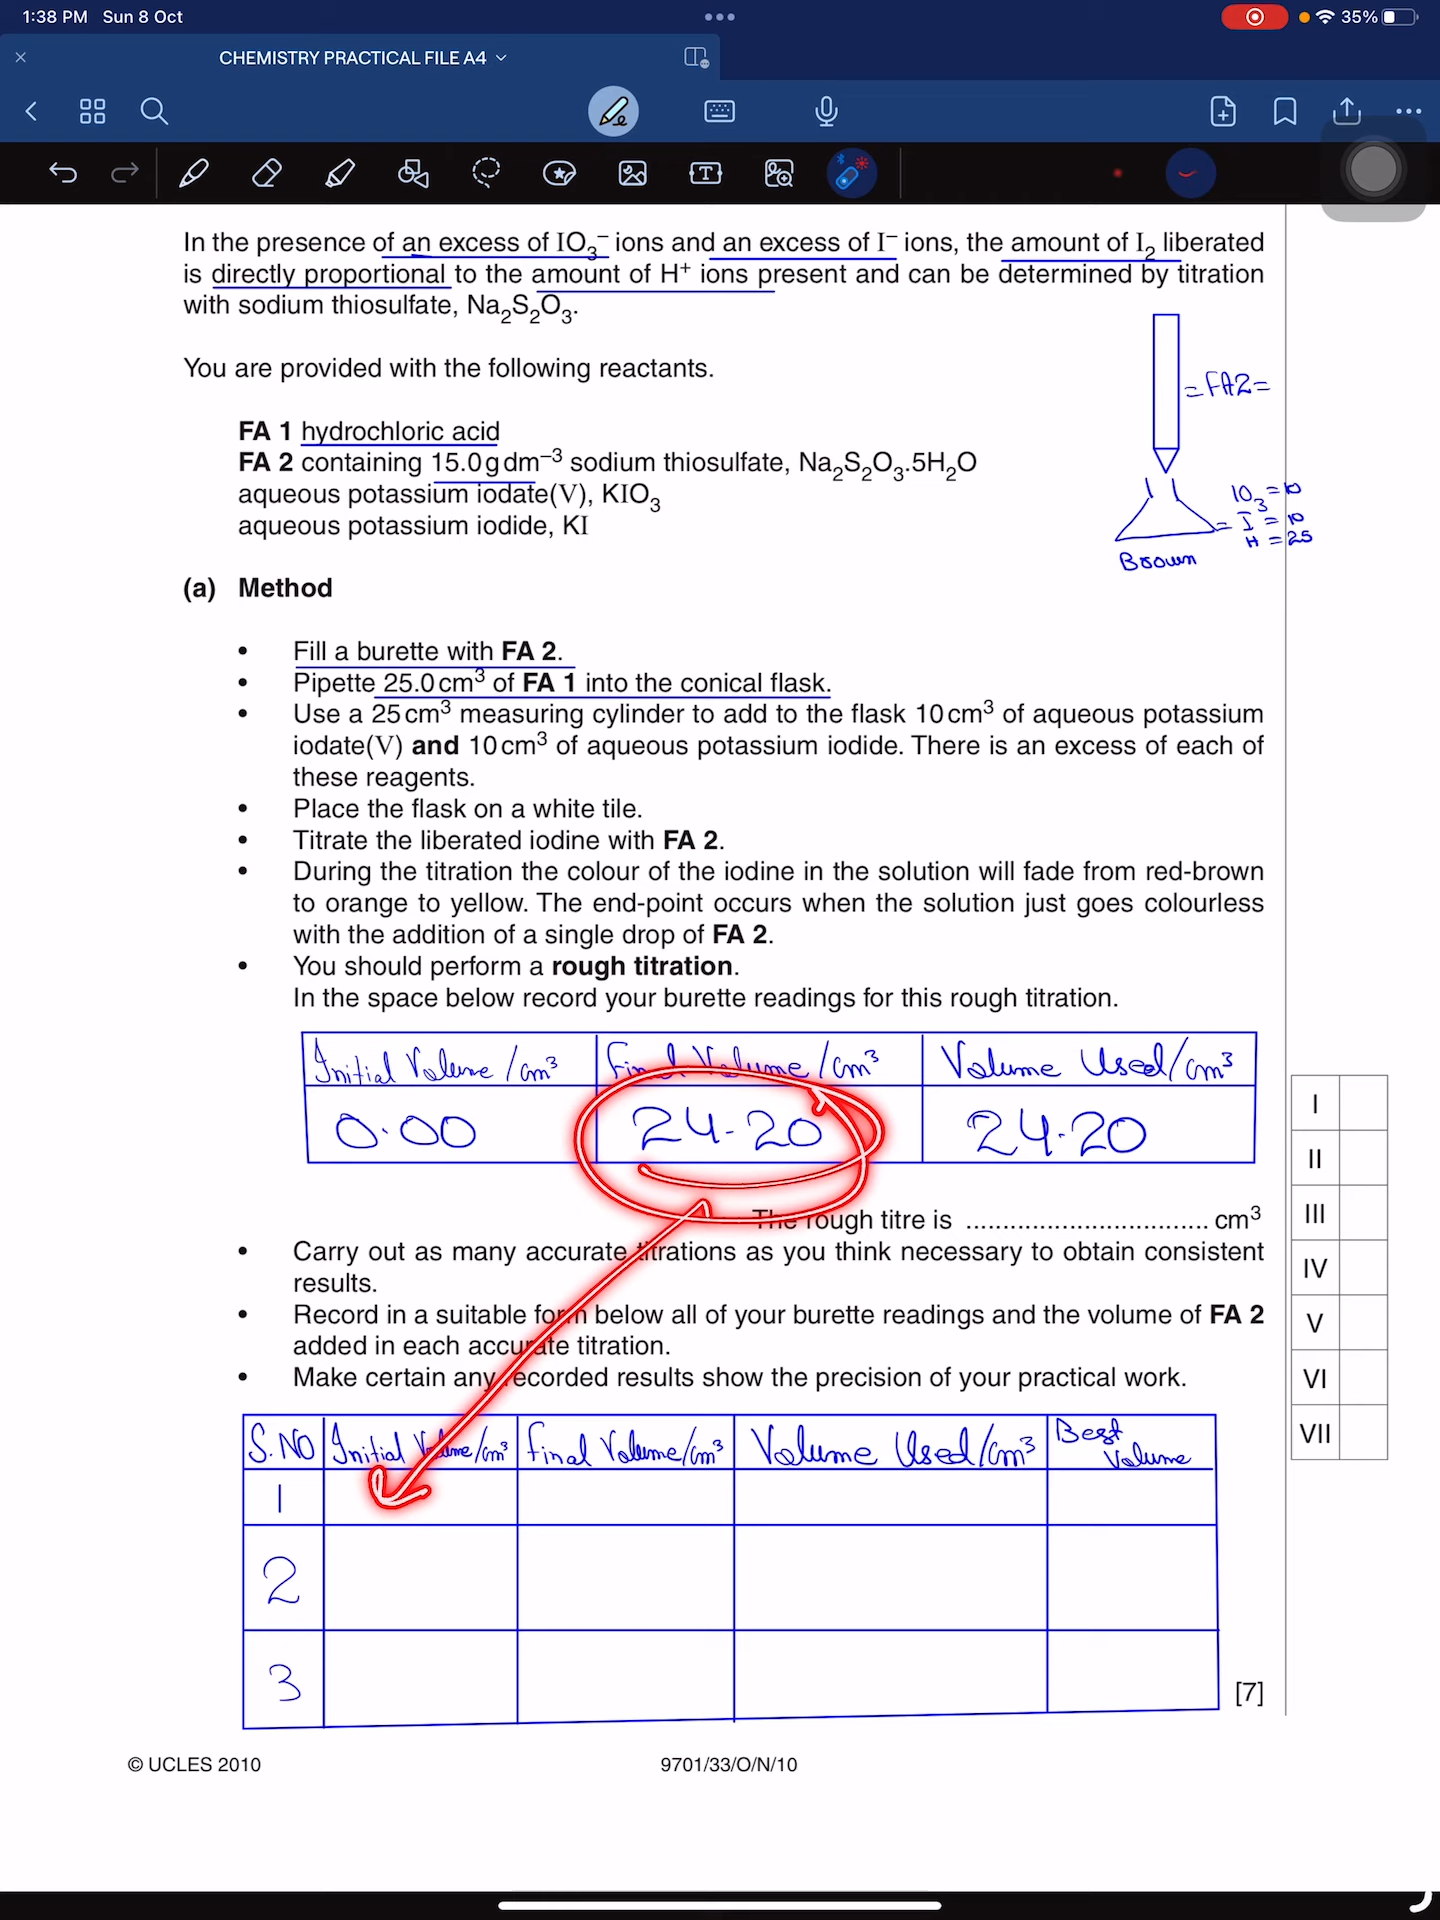 1:38 PM Sun 8 Oct
35%
CHEMISTRY PRACTICAL FILE A4
In the presence of an excess of IO₃⁻ ions and an excess of I⁻ ions, the amount of I₂ liberated
is directly proportional to the amount of H⁺ ions present and can be determined by titration
with sodium thiosulfate, Na₂S₂O₃.
You are provided with the following reactants.
= FA2 =
FA 1 hydrochloric acid
FA 2 containing 15.0 g dm⁻³ sodium thiosulfate, Na₂S₂O₃.5H₂O
aqueous potassium iodate(V), KIO₃
aqueous potassium iodide, KI
IO₃⁻ = 10
= I = 10
H = 25
Brown
(a) Method
• Fill a burette with FA 2.
• Pipette 25.0 cm³ of FA 1 into the conical flask.
• Use a 25 cm³ measuring cylinder to add to the flask 10 cm³ of aqueous potassium
iodate(V) and 10 cm³ of aqueous potassium iodide. There is an excess of each of
these reagents.
• Place the flask on a white tile.
• Titrate the liberated iodine with FA 2.
• During the titration the colour of the iodine in the solution will fade from red-brown
to orange to yellow. The end-point occurs when the solution just goes colourless
with the addition of a single drop of FA 2.
• You should perform a rough titration.
In the space below record your burette readings for this rough titration.
Initial Volume /cm³ Final Volume /cm³ Volume Used/cm³
0.00 24.20 24.20
The rough titre is .................................. cm³
• Carry out as many accurate titrations as you think necessary to obtain consistent
results.
• Record in a suitable form below all of your burette readings and the volume of FA 2
added in each accurate titration.
• Make certain any recorded results show the precision of your practical work.
I
II
III
IV
V
VI
VII
S.NO Initial Volume/cm³ Final Volume/cm³ Volume Used/cm³ Best Volume
1
2
3
[7]
© UCLES 2010
9701/33/O/N/10